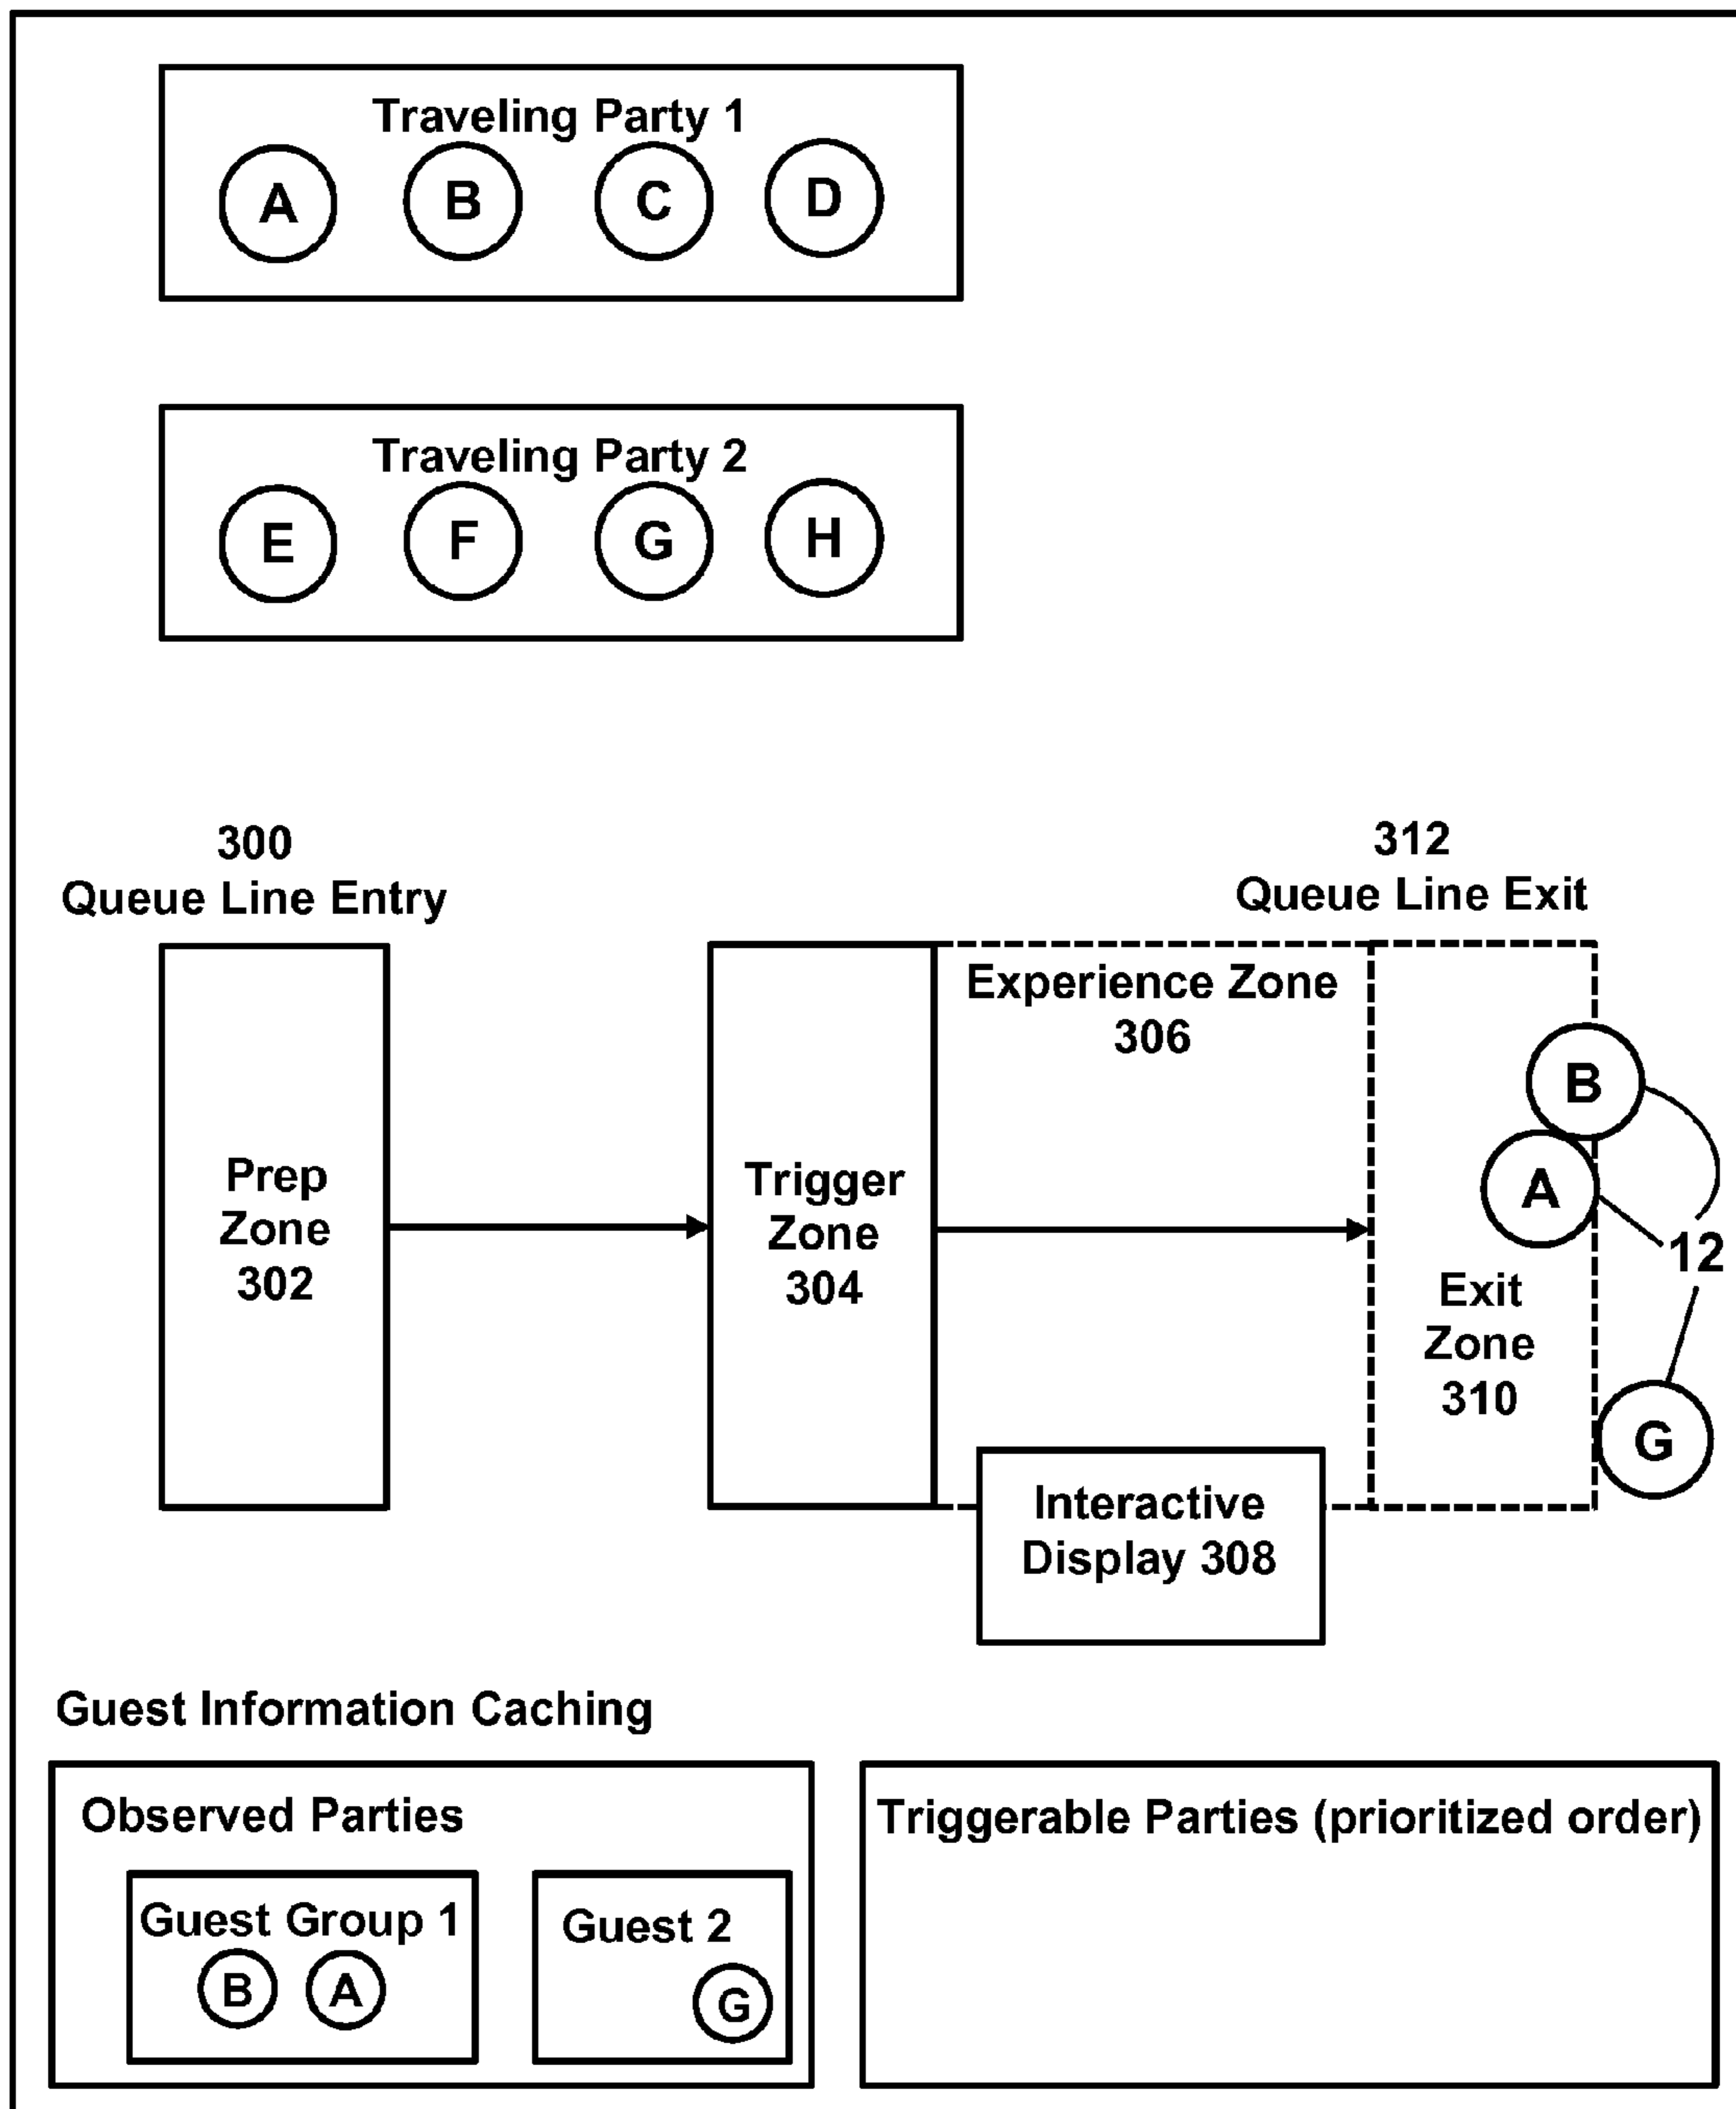 Traveling Party 1
A B C D
Traveling Party 2
E F G H
300
Queue Line Entry
312
Queue Line Exit
Prep
Zone
302
Trigger
Zone
304
Experience Zone
306
B
A
12
Exit
Zone
310
G
Interactive
Display 308
Guest Information Caching
Observed Parties
Guest Group 1
B A
Guest 2
G
Triggerable Parties (prioritized order)